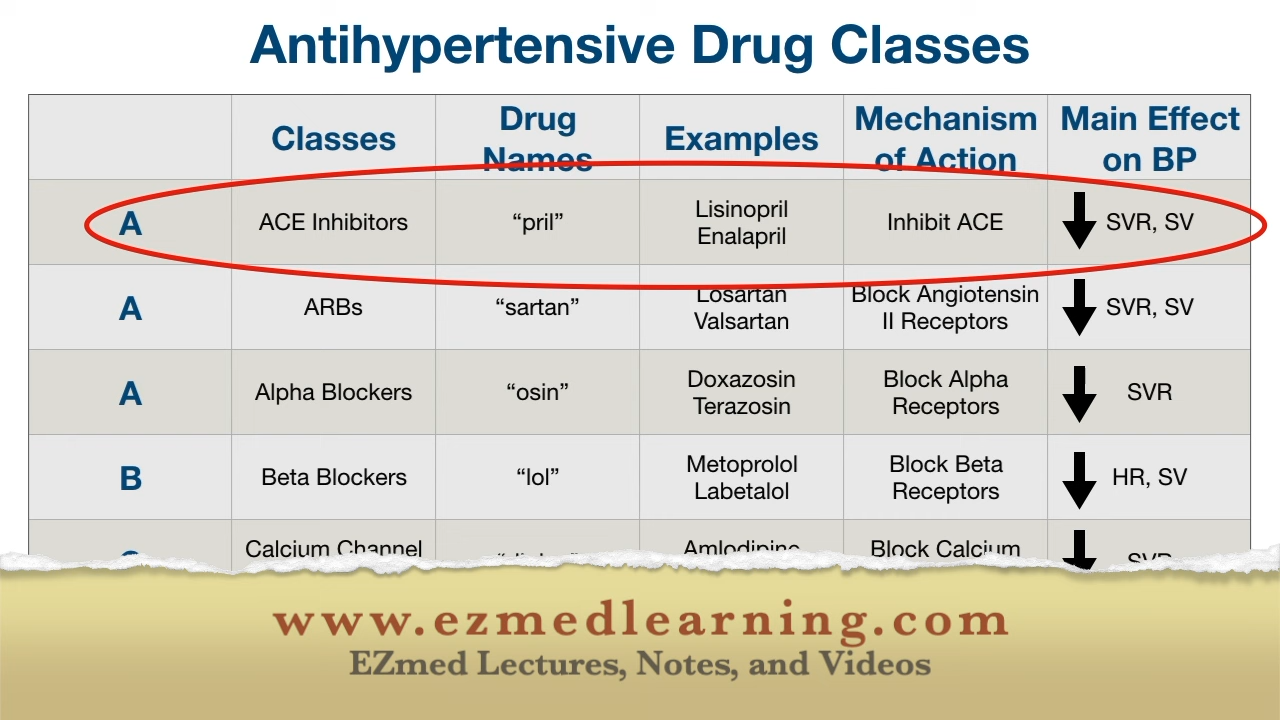 Antihypertensive Drug Classes
Classes
Drug
Names
Examples
Mechanism
of Action
Main Effect
on BP
A
ACE Inhibitors
“pril”
Lisinopril
Enalapril
Inhibit ACE
SVR, SV
A
ARBs
“sartan”
Losartan
Valsartan
Block Angiotensin
II Receptors
SVR, SV
A
Alpha Blockers
“osin”
Doxazosin
Terazosin
Block Alpha
Receptors
SVR
B
Beta Blockers
“lol”
Metoprolol
Labetalol
Block Beta
Receptors
HR, SV
Calcium Channel
Amlodipine
Block Calcium
SVR
www.ezmedlearning.com
EZmed Lectures, Notes, and Videos